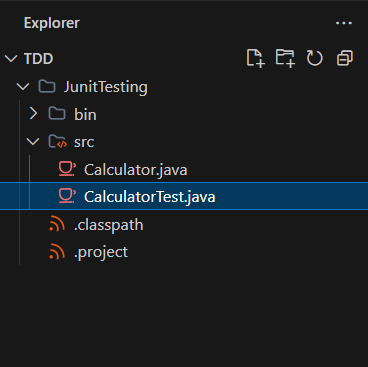 Explorer
TDD
JunitTesting
bin
src
Calculator.java
CalculatorTest.java
.classpath
.project